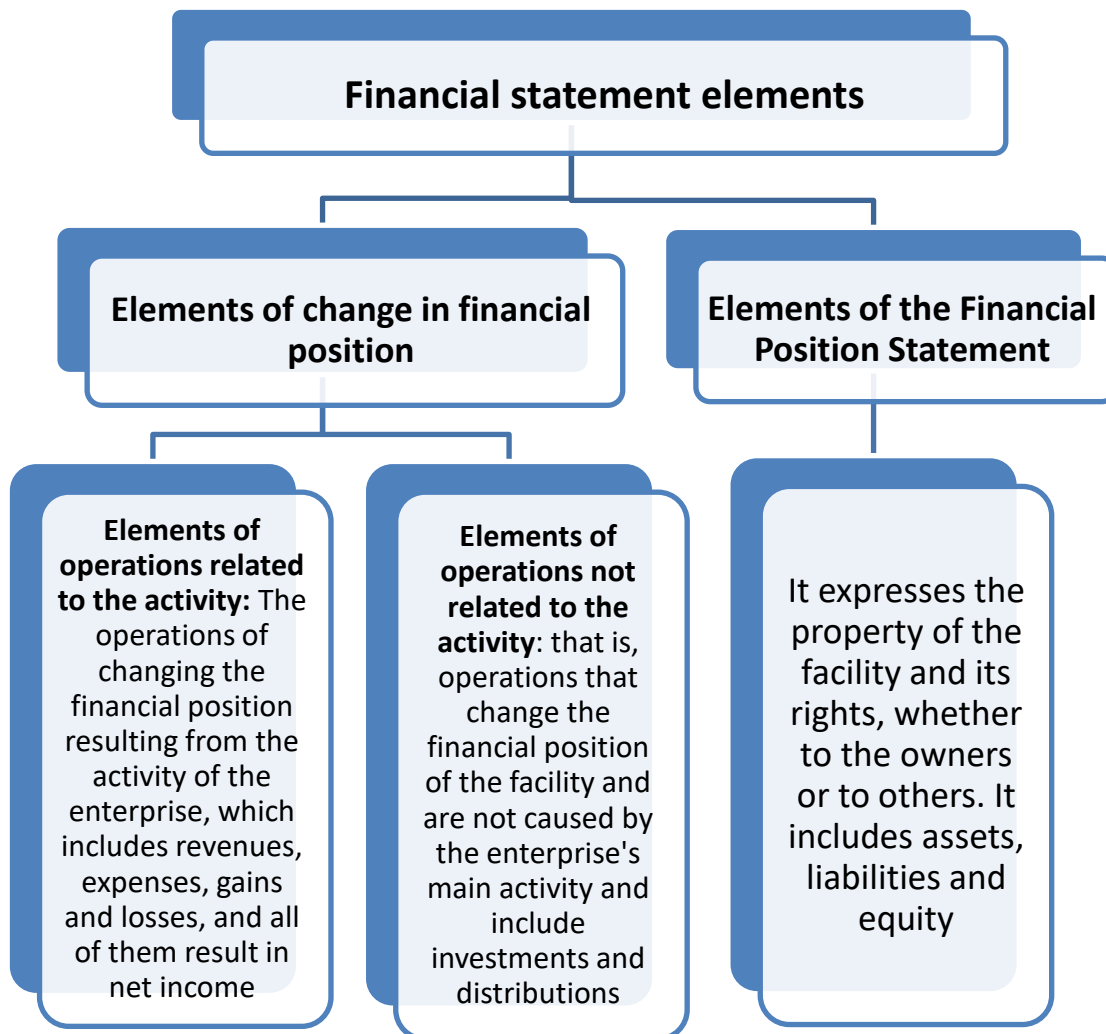 Financial statement elements
Elements of change in financial
position
Elements of the Financial
Position Statement
Elements of
operations related
to the activity: The
operations of
changing the
financial position
resulting from the
activity of the
enterprise, which
includes revenues,
expenses, gains
and losses, and all
of them result in
net income
Elements of
operations not
related to the
activity: that is,
operations that
change the
financial position
of the facility and
are not caused by
the enterprise's
main activity and
include
investments and
distributions
It expresses the
property of the
facility and its
rights, whether
to the owners
or to others. It
includes assets,
liabilities and
equity